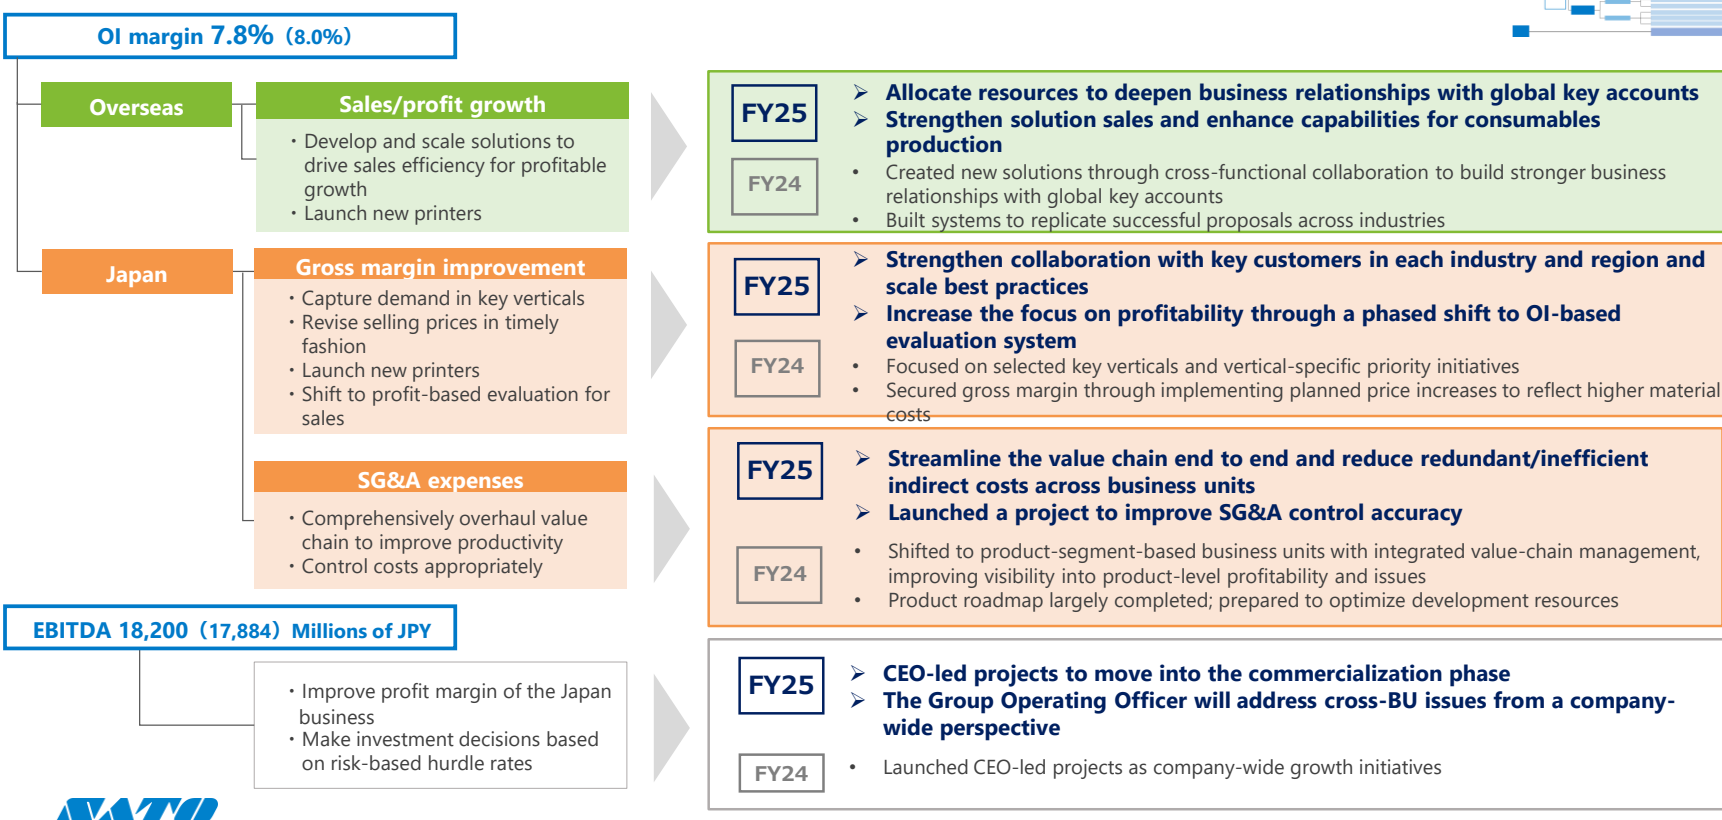 OI margin 7.8%（8.0%）
Overseas
Sales/profit growth
・Develop and scale solutions to
drive sales efficiency for profitable
growth
・Launch new printers
FY25
➢ Allocate resources to deepen business relationships with global key accounts
➢ Strengthen solution sales and enhance capabilities for consumables
production
FY24
• Created new solutions through cross-functional collaboration to build stronger business
relationships with global key accounts
• Built systems to replicate successful proposals across industries
Japan
Gross margin improvement
・Capture demand in key verticals
・Revise selling prices in timely
fashion
・Launch new printers
・Shift to profit-based evaluation for
sales
FY25
➢ Strengthen collaboration with key customers in each industry and region and
scale best practices
➢ Increase the focus on profitability through a phased shift to OI-based
evaluation system
FY24
• Focused on selected key verticals and vertical-specific priority initiatives
• Secured gross margin through implementing planned price increases to reflect higher material
costs
SG&A expenses
・Comprehensively overhaul value
chain to improve productivity
・Control costs appropriately
FY25
➢ Streamline the value chain end to end and reduce redundant/inefficient
indirect costs across business units
➢ Launched a project to improve SG&A control accuracy
FY24
• Shifted to product-segment-based business units with integrated value-chain management,
improving visibility into product-level profitability and issues
• Product roadmap largely completed; prepared to optimize development resources
EBITDA 18,200（17,884）Millions of JPY
・Improve profit margin of the Japan
business
・Make investment decisions based
on risk-based hurdle rates
FY25
➢ CEO-led projects to move into the commercialization phase
➢ The Group Operating Officer will address cross-BU issues from a company-
wide perspective
FY24
• Launched CEO-led projects as company-wide growth initiatives
SATO